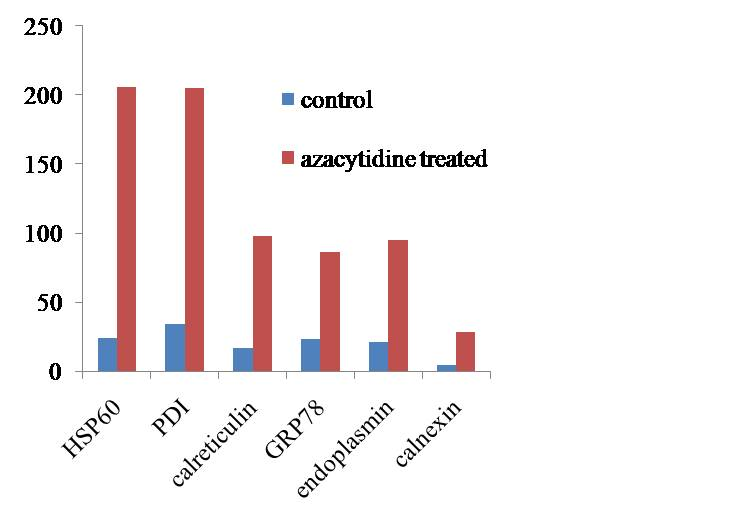 250
200
150
100
50
0
control
azacytidine treated
HSP60
PDI
calreticulin
GRP78
endoplasmin
calnexin